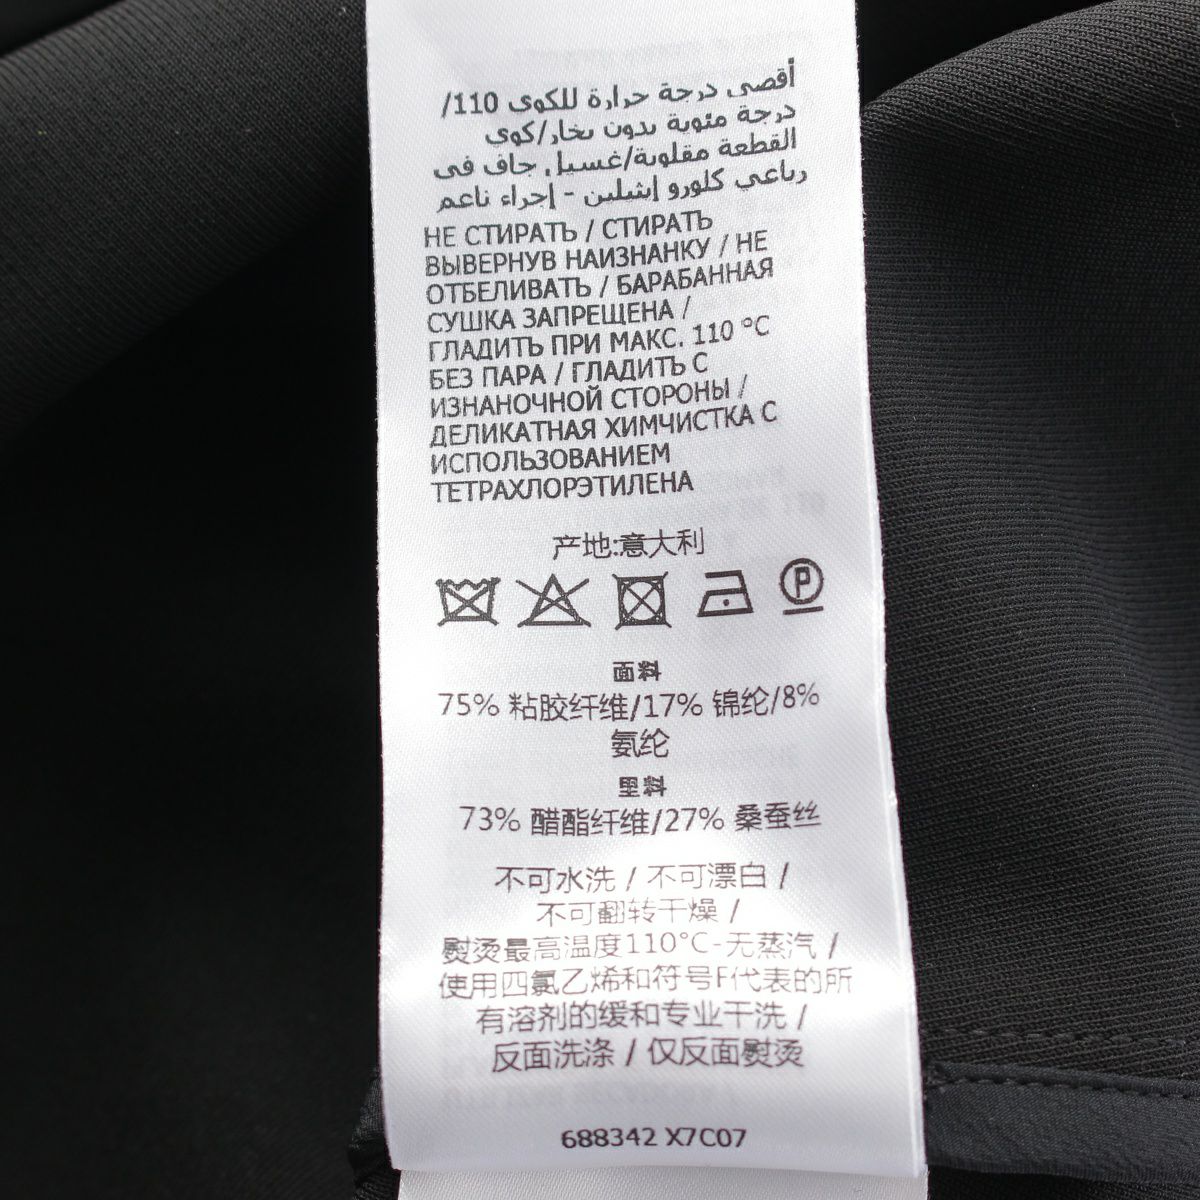 أقصى درجة حرارة للكوي 110/
درجة مئوية بدون بخار/كوي
القطعة مقلوبة/غسيل جاف في
رباعي كلورو إيثيلين - إجراء ناعم
НЕ СТИРАТЬ / СТИРАТЬ
ВЫВЕРНУВ НАИЗНАНКУ / НЕ
ОТБЕЛИВАТЬ / БАРАБАННАЯ
СУШКА ЗАПРЕЩЕНА /
ГЛАДИТЬ ПРИ МАКС. 110 °C
БЕЗ ПАРА / ГЛАДИТЬ С
ИЗНАНОЧНОЙ СТОРОНЫ /
ДЕЛИКАТНАЯ ХИМЧИСТКА С
ИСПОЛЬЗОВАНИЕМ
ТЕТРАХЛОРЭТИЛЕНА
产地:意大利
P
面料
75% 粘胶纤维/17% 锦纶/8%
氨纶
里料
73% 醋酯纤维/27% 桑蚕丝
不可水洗 / 不可漂白 /
不可翻转干燥 /
熨烫最高温度110°C-无蒸汽 /
使用四氯乙烯和符号F代表的所
有溶剂的缓和专业干洗 /
反面洗涤 / 仅反面熨烫
688342 X7C07